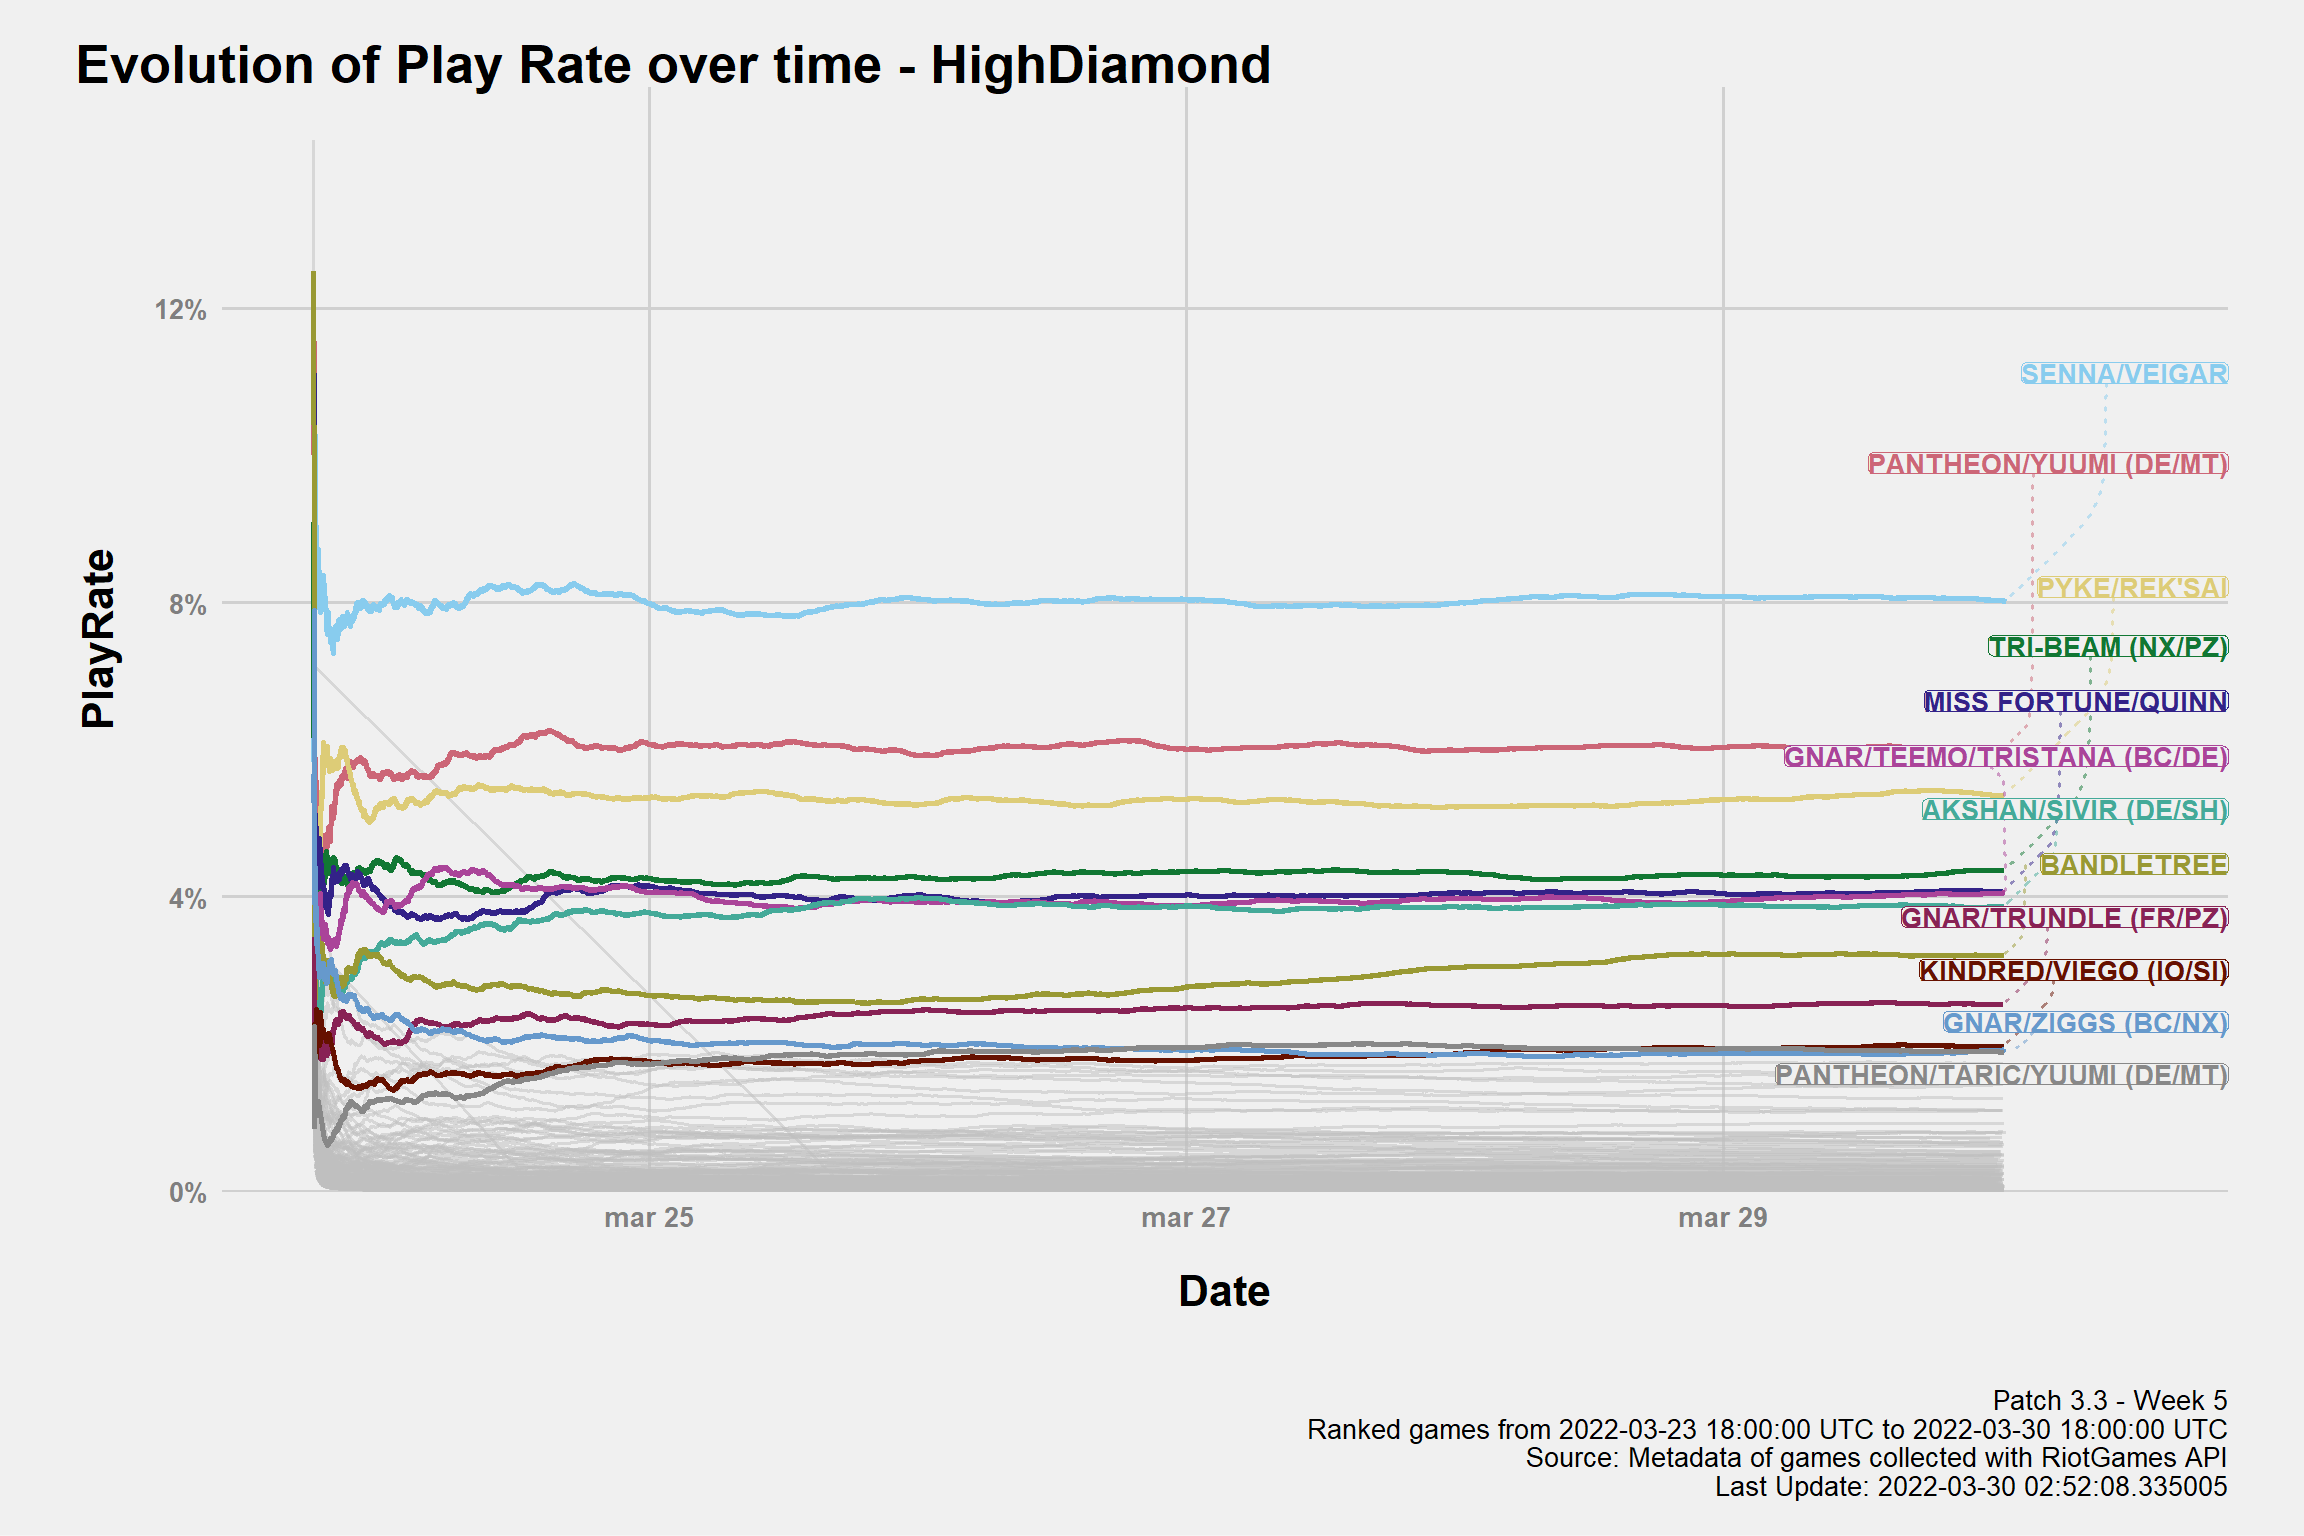 Evolution of Play Rate over time - HighDiamond
PlayRate
12%
8%
4%
0%
SENNA/VEIGAR
PANTHEON/YUUMI (DE/MT)
PYKE/REK'SAI
TRI-BEAM (NX/PZ)
MISS FORTUNE/QUINN
GNAR/TEEMO/TRISTANA (BC/DE)
AKSHAN/SIVIR (DE/SH)
BANDLETREE
GNAR/TRUNDLE (FR/PZ)
KINDRED/VIEGO (IO/SI)
GNAR/ZIGGS (BC/NX)
PANTHEON/TARIC/YUUMI (DE/MT)
mar 25
mar 27
mar 29
Date
Patch 3.3 - Week 5
Ranked games from 2022-03-23 18:00:00 UTC to 2022-03-30 18:00:00 UTC
Source: Metadata of games collected with RiotGames API
Last Update: 2022-03-30 02:52:08.335005